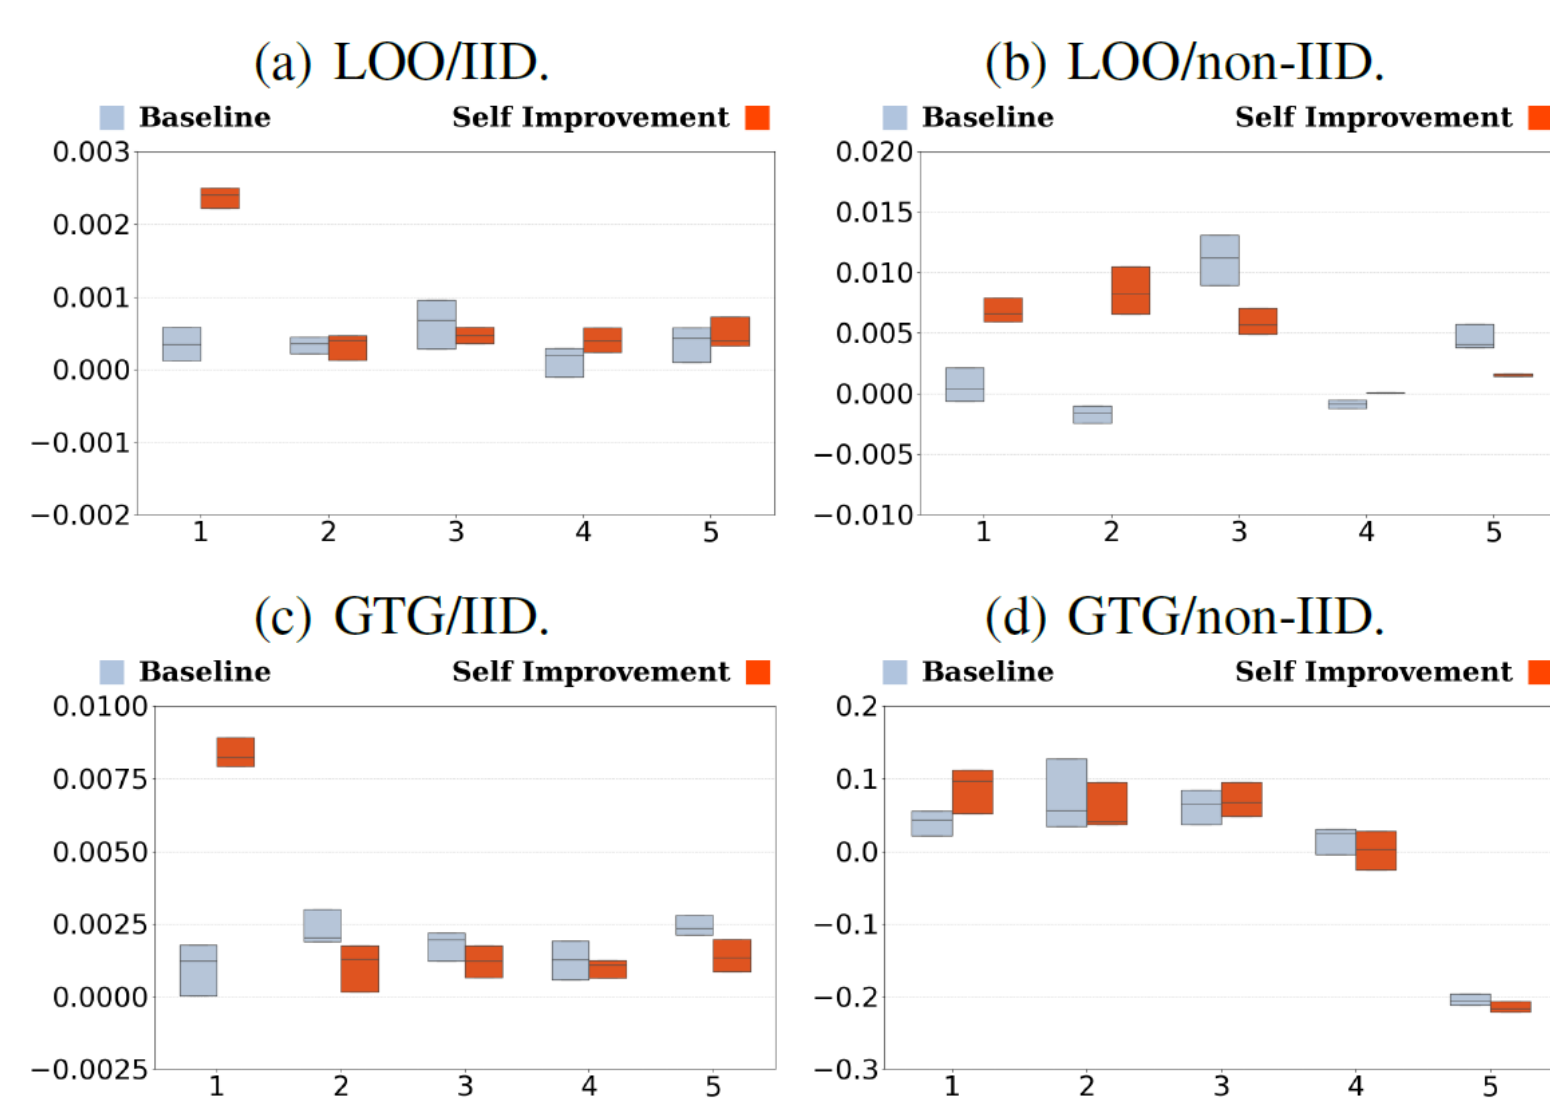 (a) LOO/IID.
Baseline Self Improvement
0.003
0.002
0.001
0.000
−0.001
−0.002
1 2 3 4 5
(b) LOO/non-IID.
Baseline Self Improvement
0.020
0.015
0.010
0.005
0.000
−0.005
−0.010
1 2 3 4 5
(c) GTG/IID.
Baseline Self Improvement
0.0100
0.0075
0.0050
0.0025
0.0000
−0.0025
1 2 3 4 5
(d) GTG/non-IID.
Baseline Self Improvement
0.2
0.1
0.0
−0.1
−0.2
−0.3
1 2 3 4 5